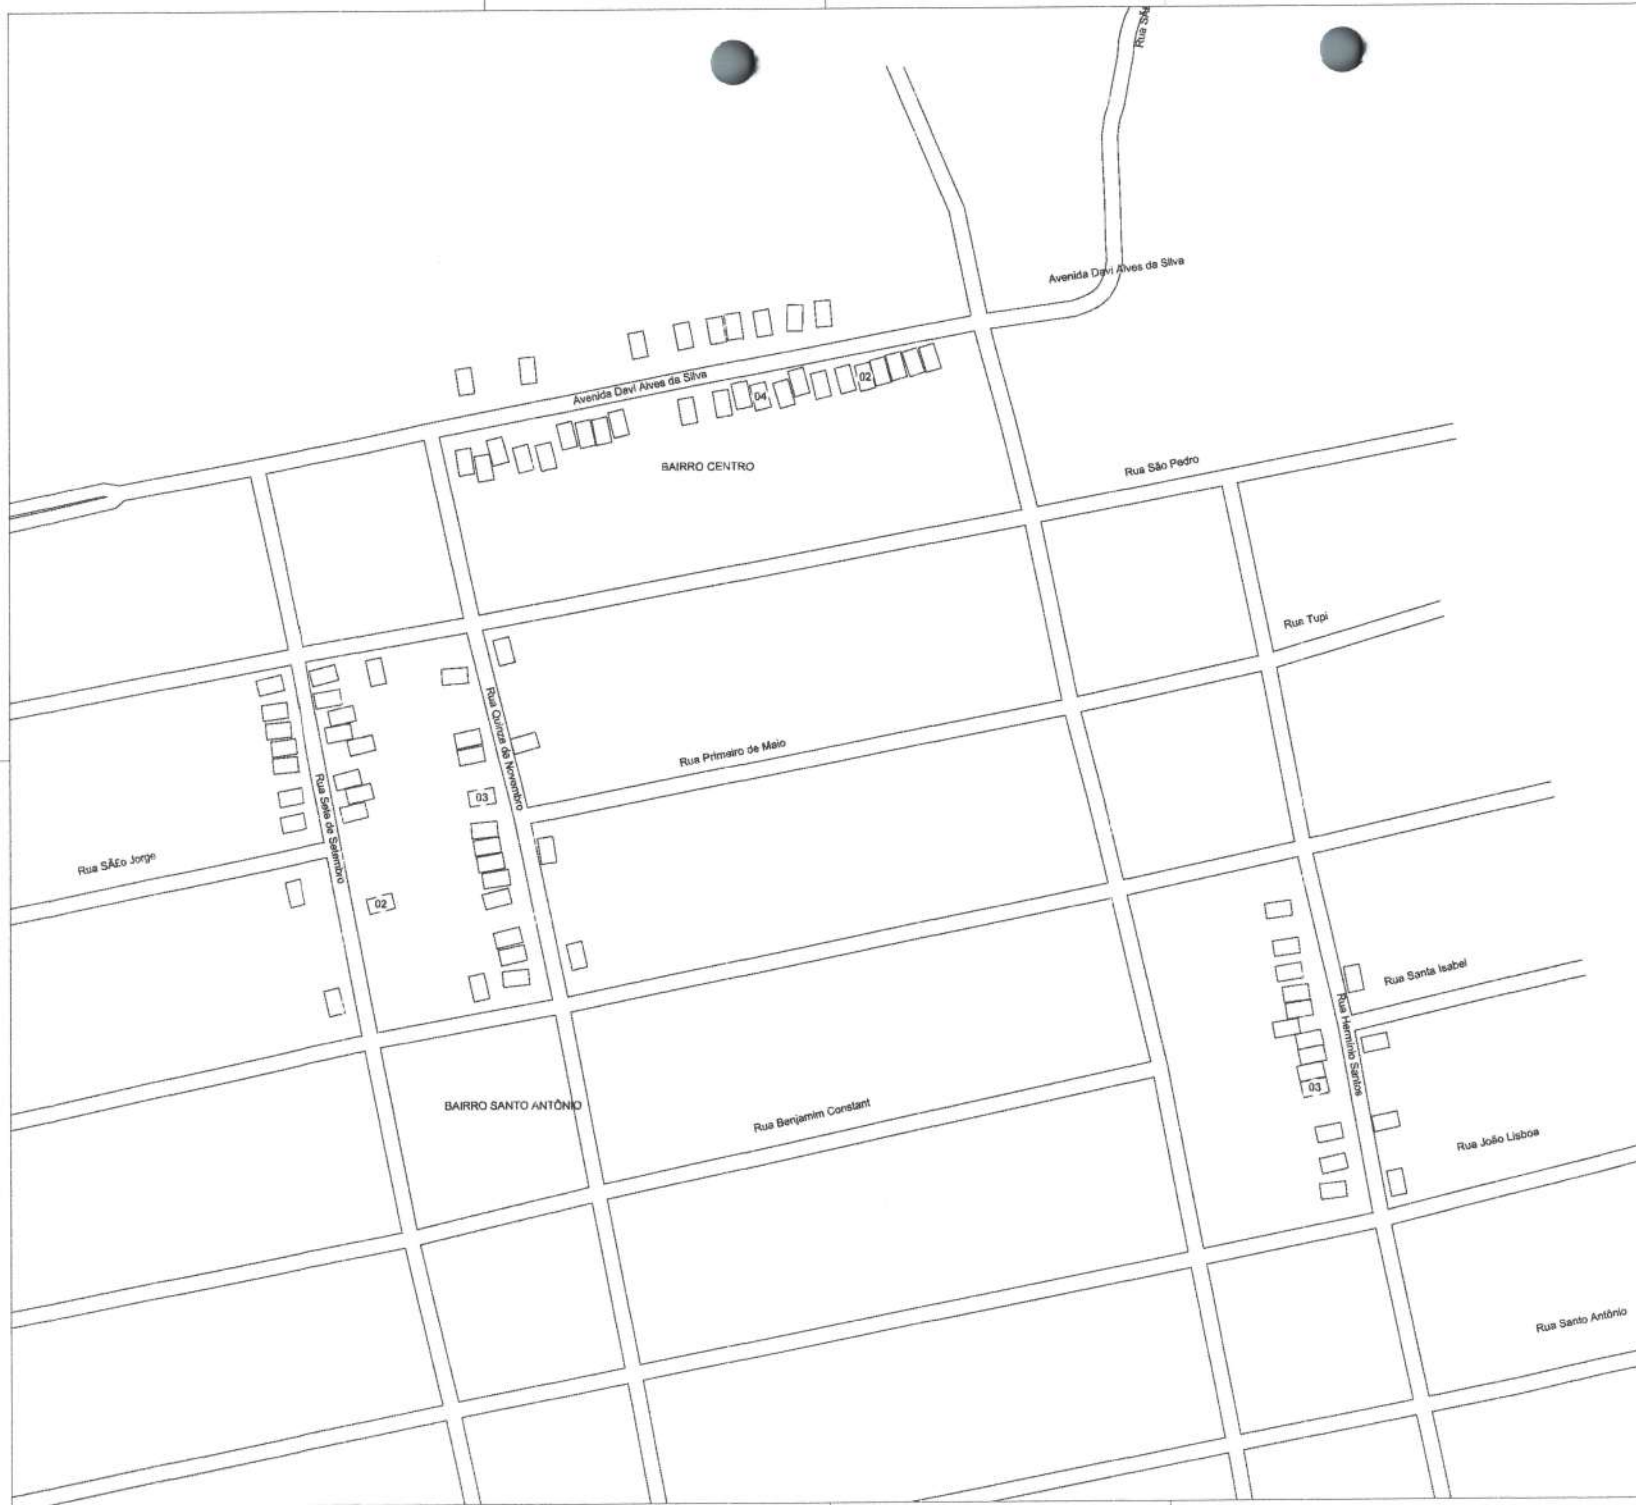 Rua SÃ
Avenida Davi Alves da Silva
Avenida Davi Alves da Silva
02
04
BAIRRO CENTRO
Rua São Pedro
Rua Tupi
Rua Quinze de Novembro
Rua Primeiro de Maio
03
Rua Sete de Setembro
Rua SÃ£o Jorge
02
Rua Santa Isabel
Rua Hermínio Santos
03
BAIRRO SANTO ANTÔNIO
Rua Benjamim Constant
Rua João Lisboa
Rua Santo Antônio